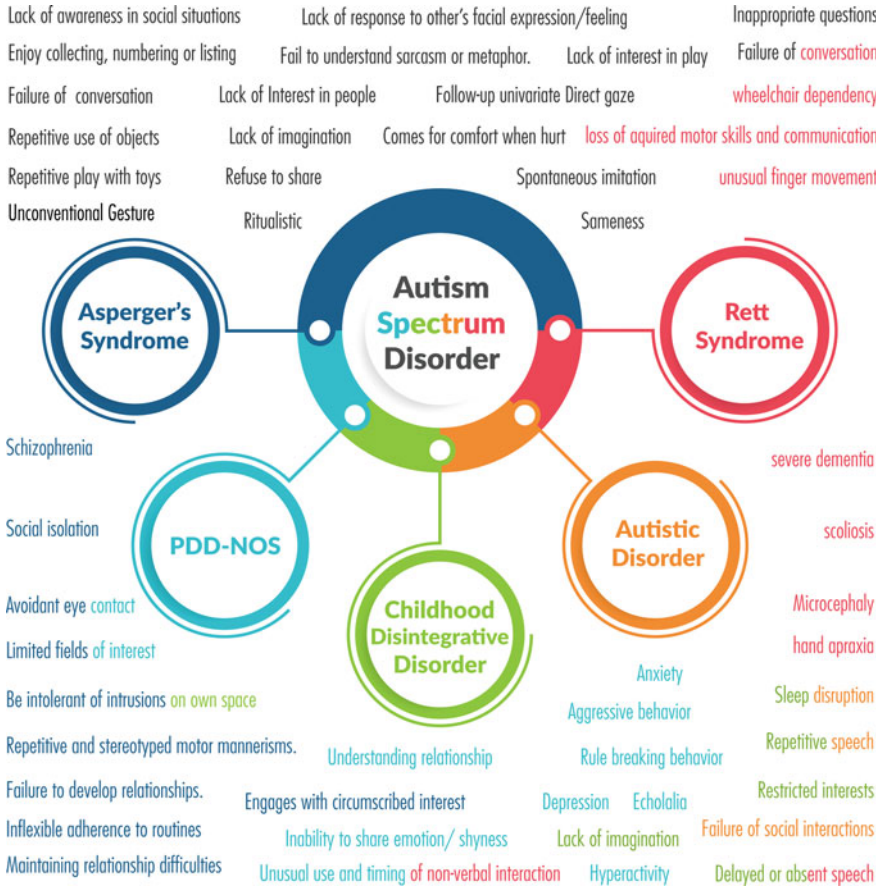 Lack of awareness in social situations
Lack of response to other's facial expression/feeling
Inappropriate questions
Enjoy collecting, numbering or listing
Fail to understand sarcasm or metaphor.
Lack of interest in play
Failure of conversation
Failure of conversation
Lack of Interest in people
Follow-up univariate Direct gaze
wheelchair dependency
Repetitive use of objects
Lack of imagination
Comes for comfort when hurt
loss of aquired motor skills and communication
Repetitive play with toys
Refuse to share
Spontaneous imitation
unusual finger movement
Unconventional Gesture
Ritualistic
Sameness
Autism
Spectrum
Disorder
Asperger's
Syndrome
Rett
Syndrome
Schizophrenia
severe dementia
Social isolation
PDD-NOS
Autistic
Disorder
scoliosis
Avoidant eye contact
Childhood
Disintegrative
Disorder
Microcephaly
Limited fields of interest
hand apraxia
Anxiety
Be intolerant of intrusions on own space
Aggressive behavior
Sleep disruption
Repetitive and stereotyped motor mannerisms.
Understanding relationship
Rule breaking behavior
Repetitive speech
Failure to develop relationships.
Engages with circumscribed interest
Depression
Echolalia
Restricted interests
Inflexible adherence to routines
Inability to share emotion/ shyness
Lack of imagination
Failure of social interactions
Maintaining relationship difficulties
Unusual use and timing of non-verbal interaction
Hyperactivity
Delayed or absent speech